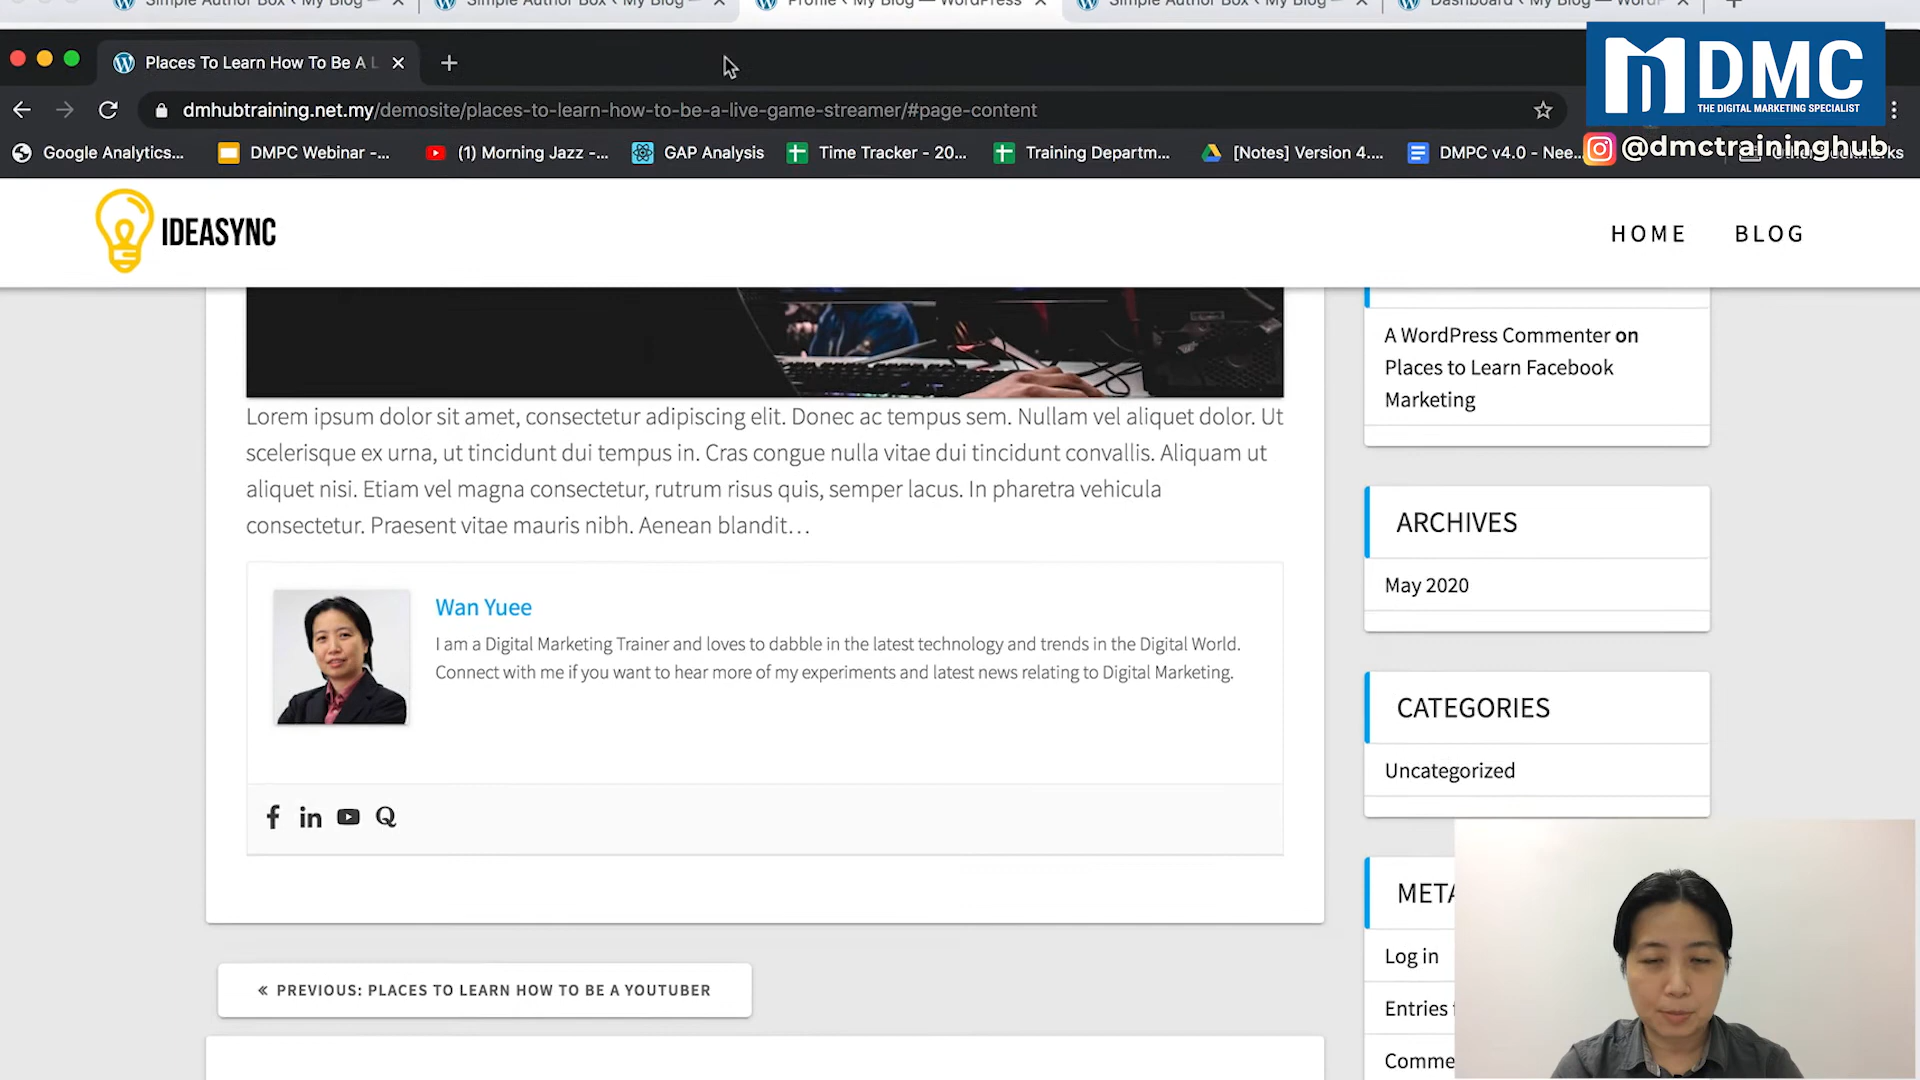 Simple Author Box ‹ My Blog —
Simple Author Box ‹ My Blog —
Profile ‹ My Blog — WordPress
Simple Author Box ‹ My Blog —
Dashboard ‹ My Blog — WordP
Places To Learn How To Be A L
dmhubtraining.net.my/demosite/places-to-learn-how-to-be-a-live-game-streamer/#page-content
DMC
THE DIGITAL MARKETING SPECIALIST
@dmctraininghub
Google Analytics...
DMPC Webinar -...
(1) Morning Jazz -...
GAP Analysis
Time Tracker - 20...
Training Departm...
[Notes] Version 4....
DMPC v4.0 - Nee...
IDEASYNC
HOME
BLOG
A WordPress Commenter on
Places to Learn Facebook
Marketing
Lorem ipsum dolor sit amet, consectetur adipiscing elit. Donec ac tempus sem. Nullam vel aliquet dolor. Ut
scelerisque ex urna, ut tincidunt dui tempus in. Cras congue nulla vitae dui tincidunt convallis. Aliquam ut
aliquet nisi. Etiam vel magna consectetur, rutrum risus quis, semper lacus. In pharetra vehicula
consectetur. Praesent vitae mauris nibh. Aenean blandit…
ARCHIVES
May 2020
Wan Yuee
I am a Digital Marketing Trainer and loves to dabble in the latest technology and trends in the Digital World.
Connect with me if you want to hear more of my experiments and latest news relating to Digital Marketing.
CATEGORIES
Uncategorized
META
Log in
Entries
Comme
« PREVIOUS: PLACES TO LEARN HOW TO BE A YOUTUBER